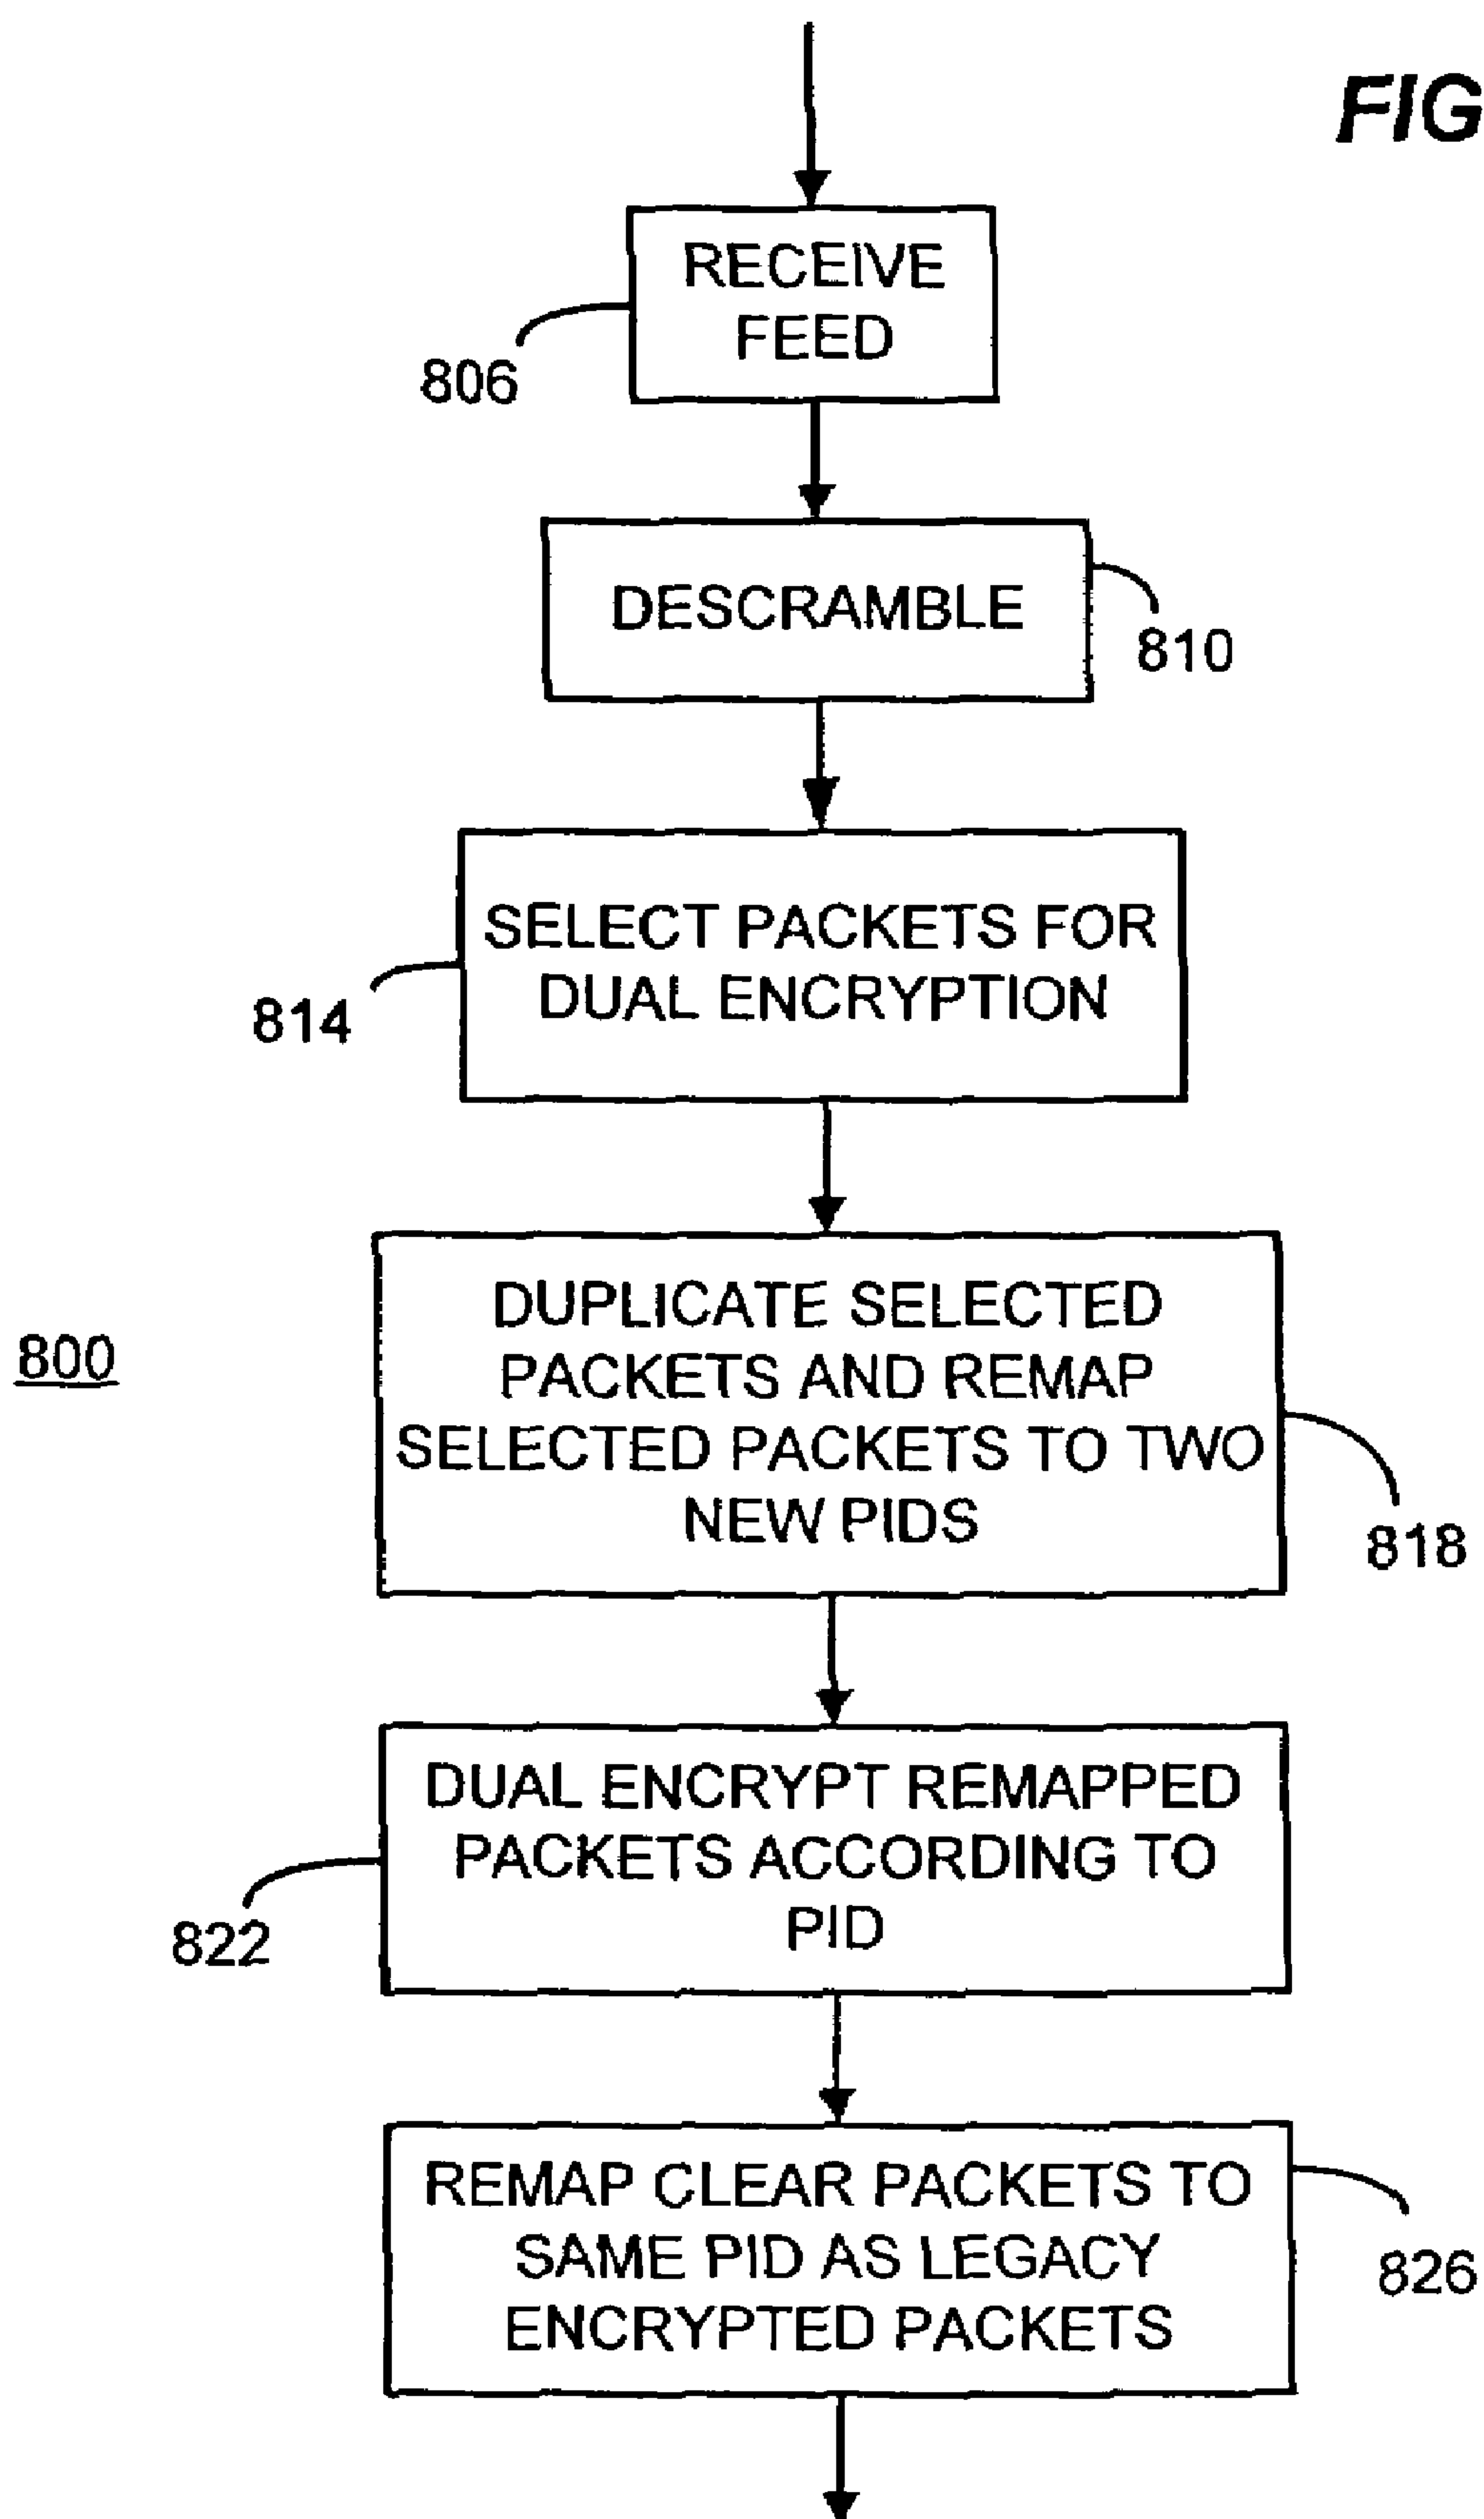 FIG
RECEIVE
FEED
806
DESCRAMBLE
810
SELECT PACKETS FOR
DUAL ENCRYPTION
814
DUPLICATE SELECTED
PACKETS AND REMAP
SELECTED PACKETS TO TWO
NEW PIDS
800
818
DUAL ENCRYPT REMAPPED
PACKETS ACCORDING TO
PID
822
REMAP CLEAR PACKETS TO
SAME PID AS LEGACY
ENCRYPTED PACKETS
826